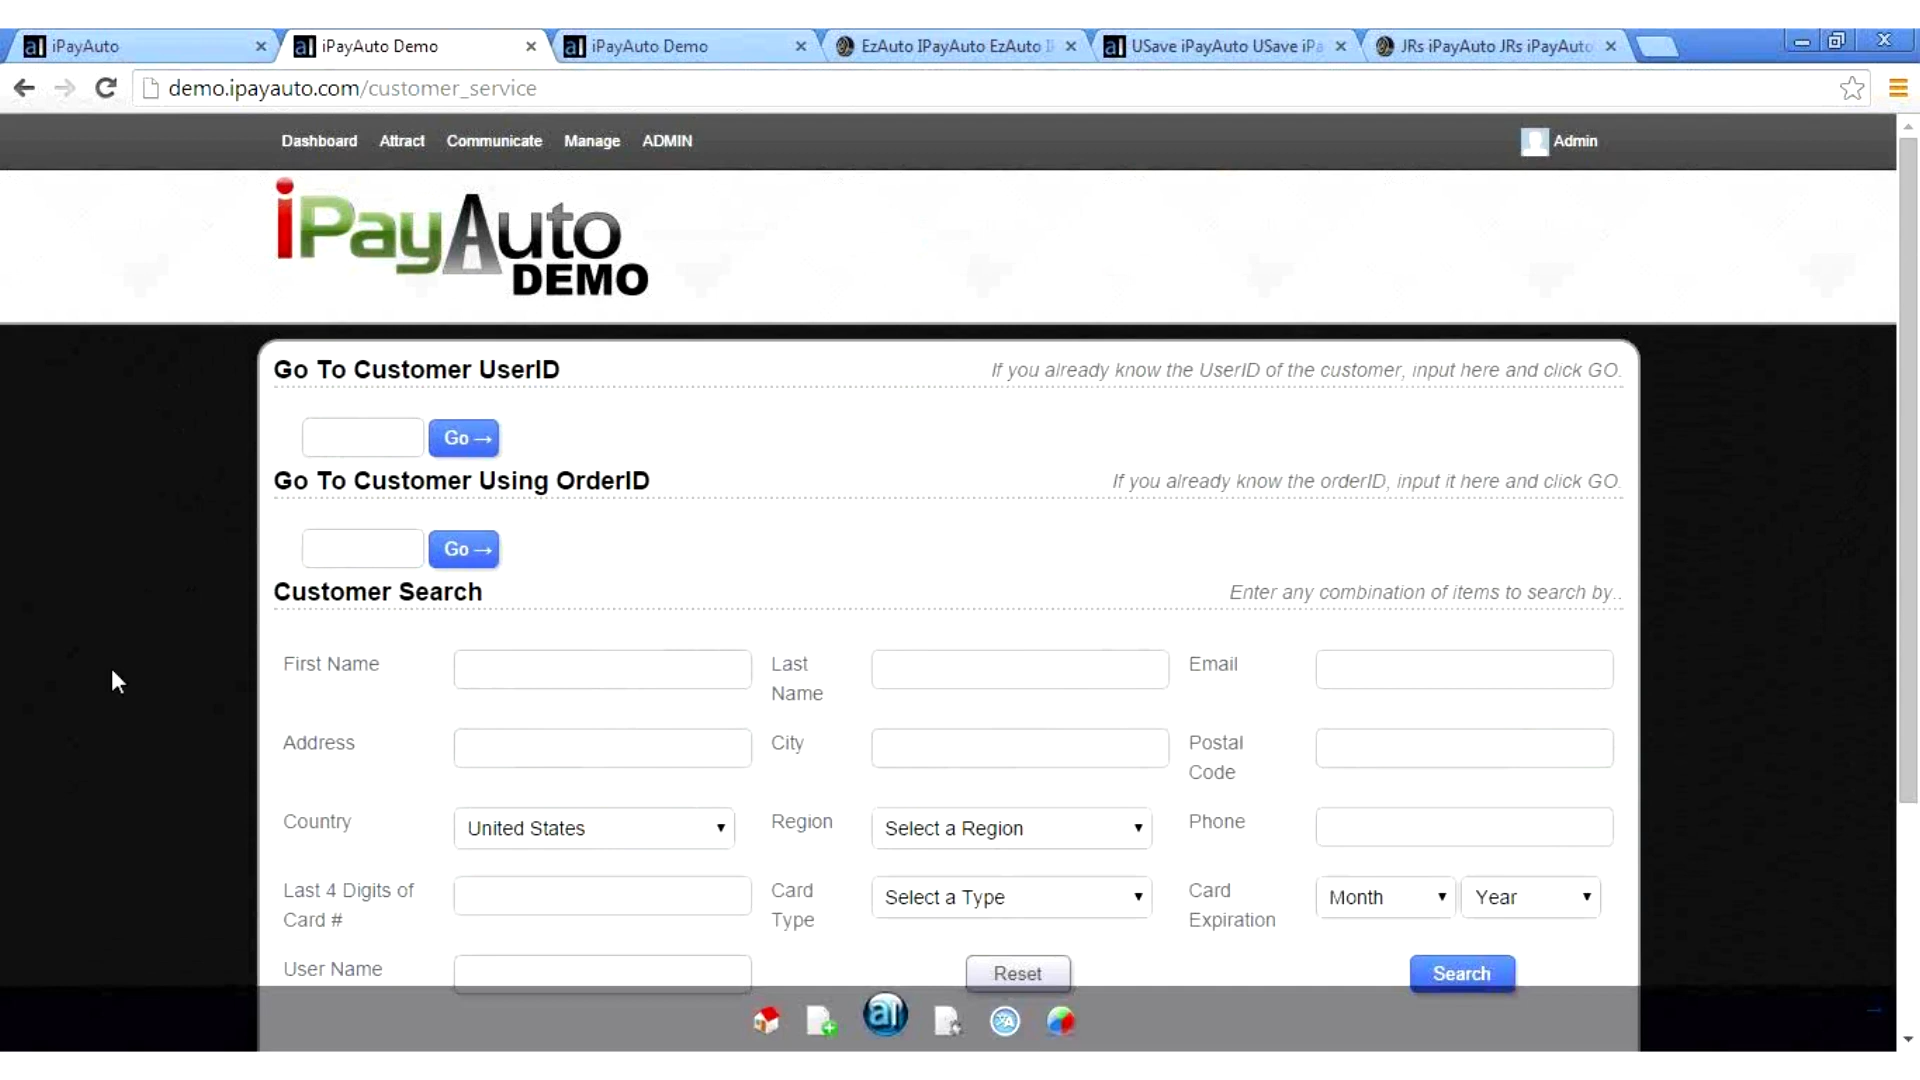 iPayAuto
iPayAuto Demo
iPayAuto Demo
EzAuto IPayAuto EzAuto
USave iPayAuto USave iPa
JRs iPayAuto JRs iPayAuto
demo.ipayauto.com/customer_service
Dashboard Attract Communicate Manage ADMIN Admin
iPayAuto
DEMO
Go To Customer UserID If you already know the UserID of the customer, input here and click GO.
Go →
Go To Customer Using OrderID If you already know the orderID, input it here and click GO.
Go →
Customer Search Enter any combination of items to search by..
First Name Last Name Email
Address City Postal Code
Country United States Region Select a Region Phone
Last 4 Digits of Card # Card Type Select a Type Card Expiration Month Year
User Name Reset Search
aI